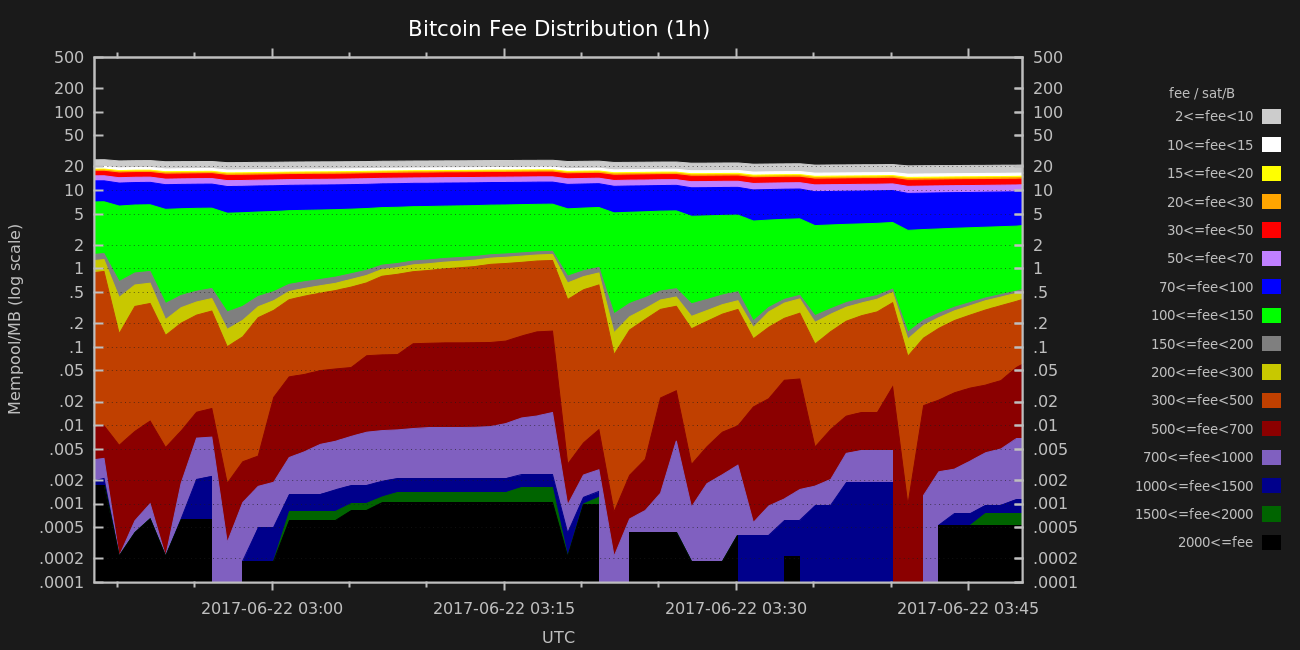 Bitcoin Fee Distribution (1h)
500
200
100
50
20
10
5
2
1
.5
.2
.1
.05
.02
.01
.005
.002
.001
.0005
.0002
.0001
Mempool/MB (log scale)
500
200
100
50
20
10
5
2
1
.5
.2
.1
.05
.02
.01
.005
.002
.001
.0005
.0002
.0001
2017-06-22 03:00
2017-06-22 03:15
2017-06-22 03:30
2017-06-22 03:45
UTC
fee / sat/B
2<=fee<10
10<=fee<15
15<=fee<20
20<=fee<30
30<=fee<50
50<=fee<70
70<=fee<100
100<=fee<150
150<=fee<200
200<=fee<300
300<=fee<500
500<=fee<700
700<=fee<1000
1000<=fee<1500
1500<=fee<2000
2000<=fee